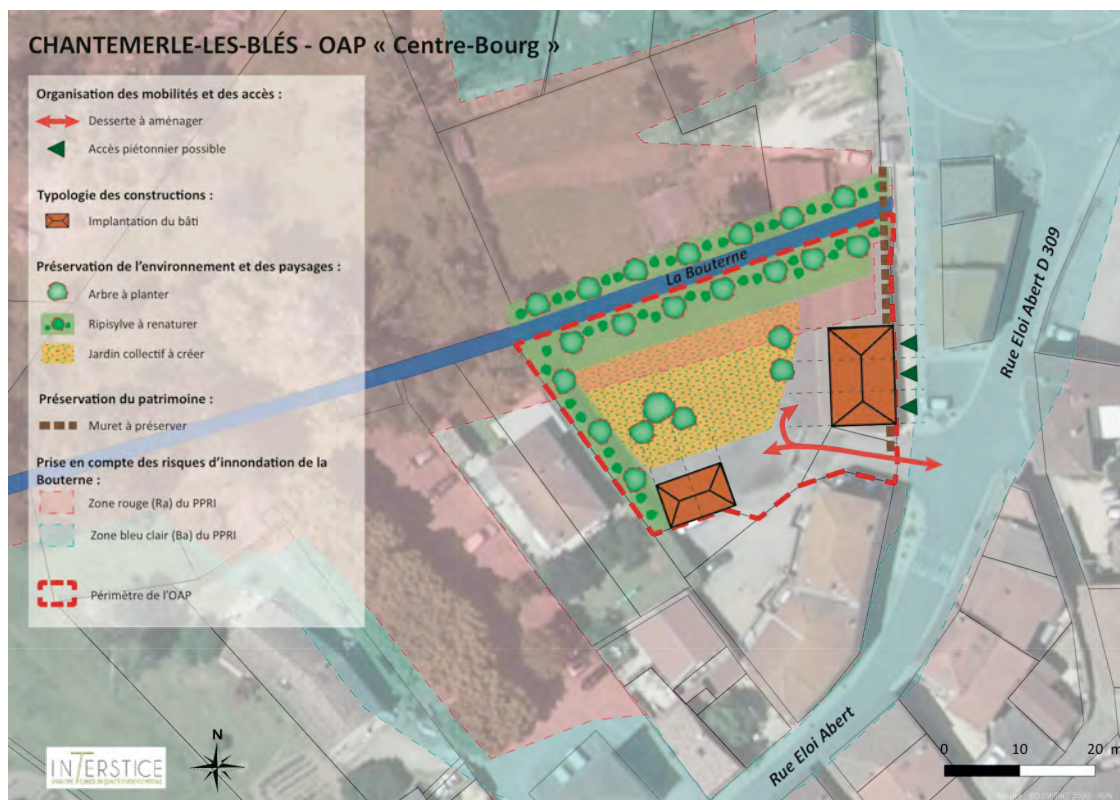 CHANTEMERLE-LES-BLÉS - OAP « Centre-Bourg »
Organisation des mobilités et des accès :
Desserte à aménager
Accès piétonnier possible
Typologie des constructions :
Implantation du bâti
Préservation de l'environnement et des paysages :
Arbre à planter
Ripisylve à renaturer
Jardin collectif à créer
Préservation du patrimoine :
Muret à préserver
Prise en compte des risques d'innondation de la
Bouterne :
Zone rouge (Ra) du PPRI
Zone bleu clair (Ba) du PPRI
Périmètre de l'OAP
La Bouterne
Rue Eloi Abert D 309
Rue Eloi Abert
INTERSTICE
N
0 10 20 m